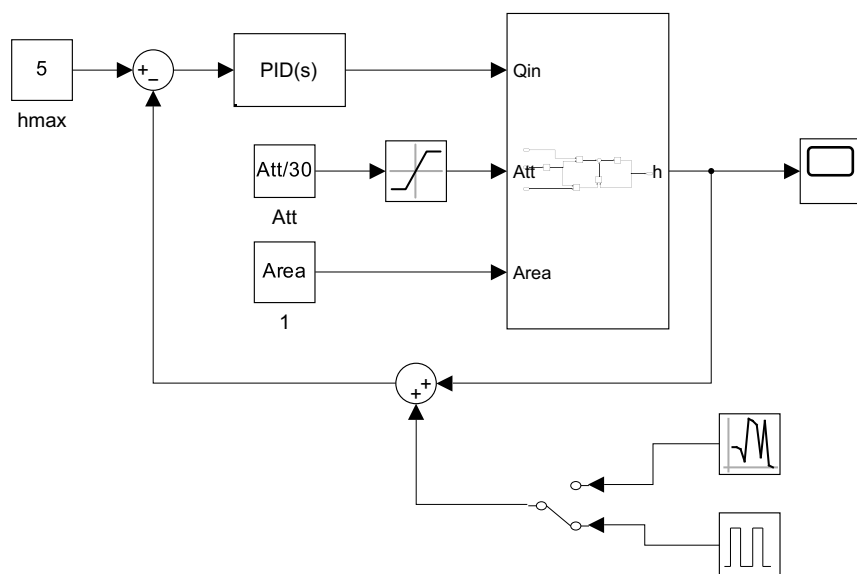 5
hmax
+
−
PID(s)
Qin
Att/30
Att
Att
h
Area
1
Area
+
+